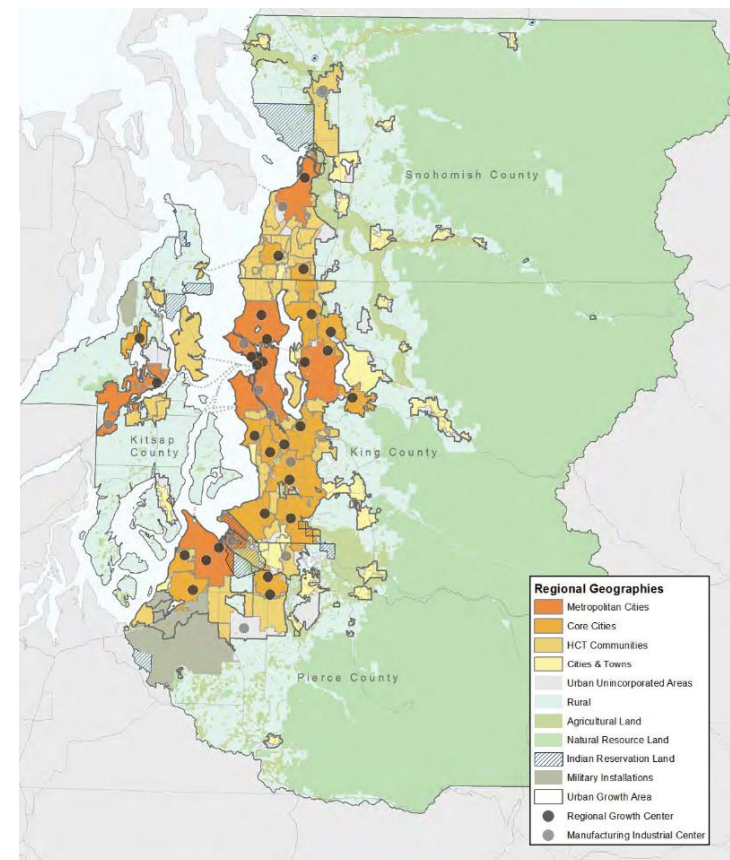 Snohomish County
Kitsap
County
King County
Pierce County
Regional Geographies
Metropolitan Cities
Core Cities
HCT Communities
Cities & Towns
Urban Unincorporated Areas
Rural
Agricultural Land
Natural Resource Land
Indian Reservation Land
Military Installations
Urban Growth Area
Regional Growth Center
Manufacturing Industrial Center